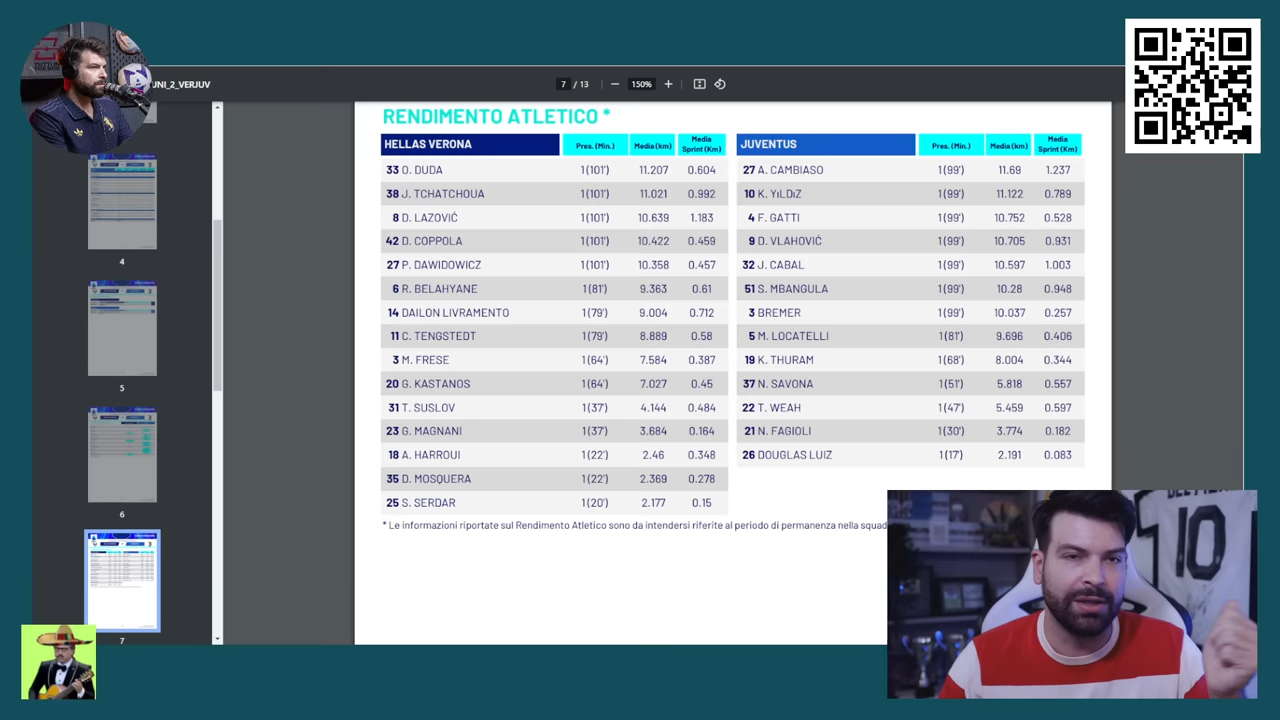 UNI_2_VERJUV
7 / 13
150%
RENDIMENTO ATLETICO *
HELLAS VERONA Pres. (Min.) Media (km) Media Sprint (Km)
33 O. DUDA 1 (101') 11.207 0.604
38 J. TCHATCHOUA 1 (101') 11.021 0.992
8 D. LAZOVIĆ 1 (101') 10.639 1.183
42 D. COPPOLA 1 (101') 10.422 0.459
27 P. DAWIDOWICZ 1 (101') 10.358 0.457
6 R. BELAHYANE 1 (81') 9.363 0.61
14 DAILON LIVRAMENTO 1 (79') 9.004 0.712
11 C. TENGSTEDT 1 (79') 8.889 0.58
3 M. FRESE 1 (64') 7.584 0.387
20 G. KASTANOS 1 (64') 7.027 0.45
31 T. SUSLOV 1 (37') 4.144 0.484
23 G. MAGNANI 1 (37') 3.684 0.164
18 A. HARROUI 1 (22') 2.46 0.348
35 D. MOSQUERA 1 (22') 2.369 0.278
25 S. SERDAR 1 (20') 2.177 0.15
JUVENTUS Pres. (Min.) Media (km) Media Sprint (Km)
27 A. CAMBIASO 1 (99') 11.69 1.237
10 K. YıLDıZ 1 (99') 11.122 0.789
4 F. GATTI 1 (99') 10.752 0.528
9 D. VLAHOVIĆ 1 (99') 10.705 0.931
32 J. CABAL 1 (99') 10.597 1.003
51 S. MBANGULA 1 (99') 10.28 0.948
3 BREMER 1 (99') 10.037 0.257
5 M. LOCATELLI 1 (81') 9.696 0.406
19 K. THURAM 1 (68') 8.004 0.344
37 N. SAVONA 1 (51') 5.818 0.557
22 T. WEAH 1 (47') 5.459 0.597
21 N. FAGIOLI 1 (30') 3.774 0.182
26 DOUGLAS LUIZ 1 (17') 2.191 0.083
* Le informazioni riportate sul Rendimento Atletico sono da intendersi riferite al periodo di permanenza nella squad
4
5
6
7
10